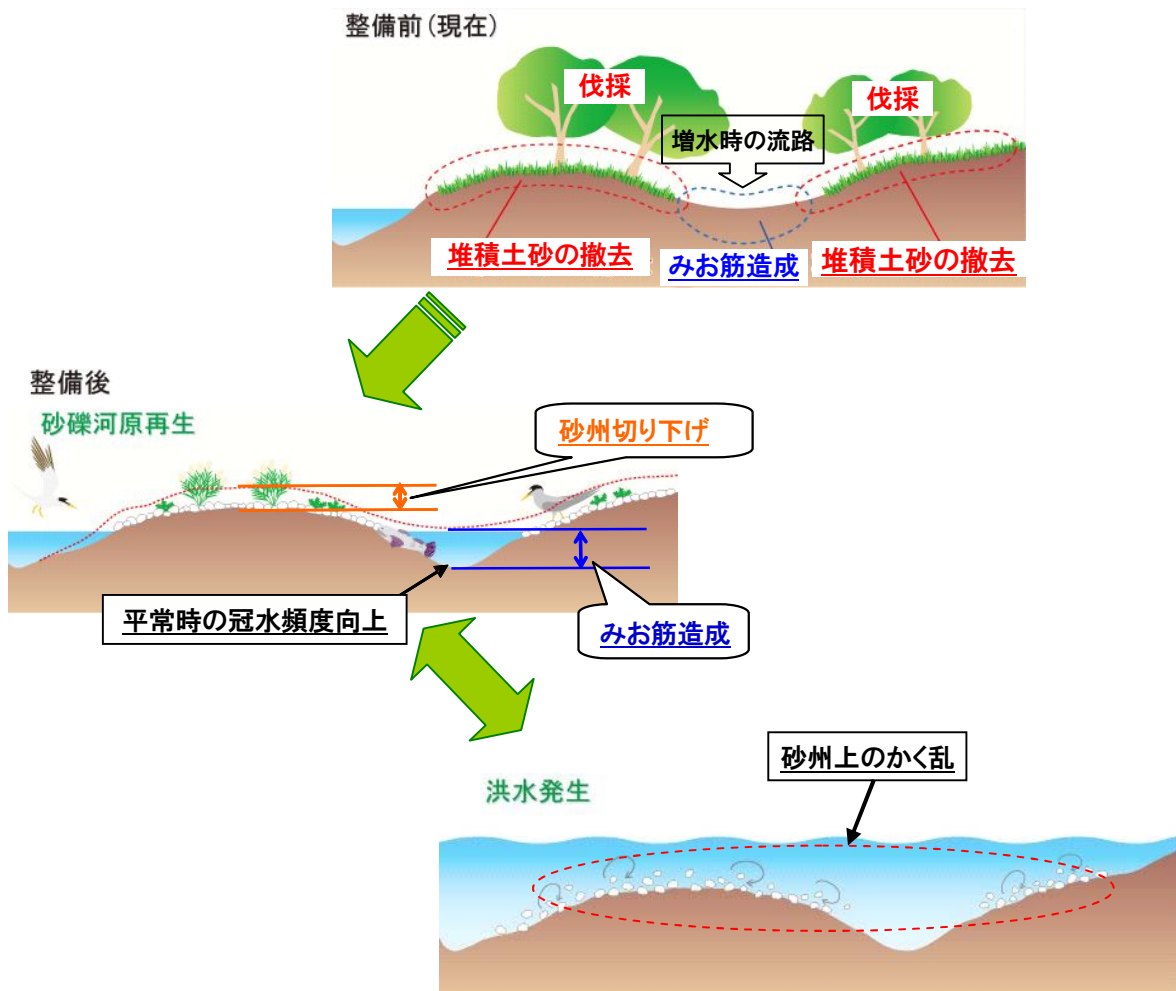 整備前(現在)
伐採
伐採
増水時の流路
堆積土砂の撤去
みお筋造成
堆積土砂の撤去
整備後
砂礫河原再生
砂州切り下げ
平常時の冠水頻度向上
みお筋造成
砂州上のかく乱
洪水発生